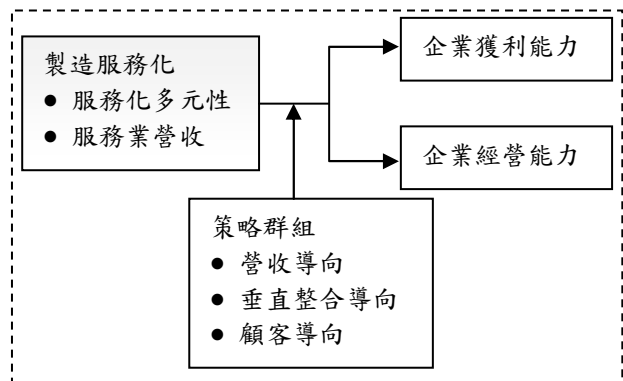 製造服務化
● 服務化多元性
● 服務業營收
企業獲利能力
企業經營能力
策略群組
● 營收導向
● 垂直整合導向
● 顧客導向